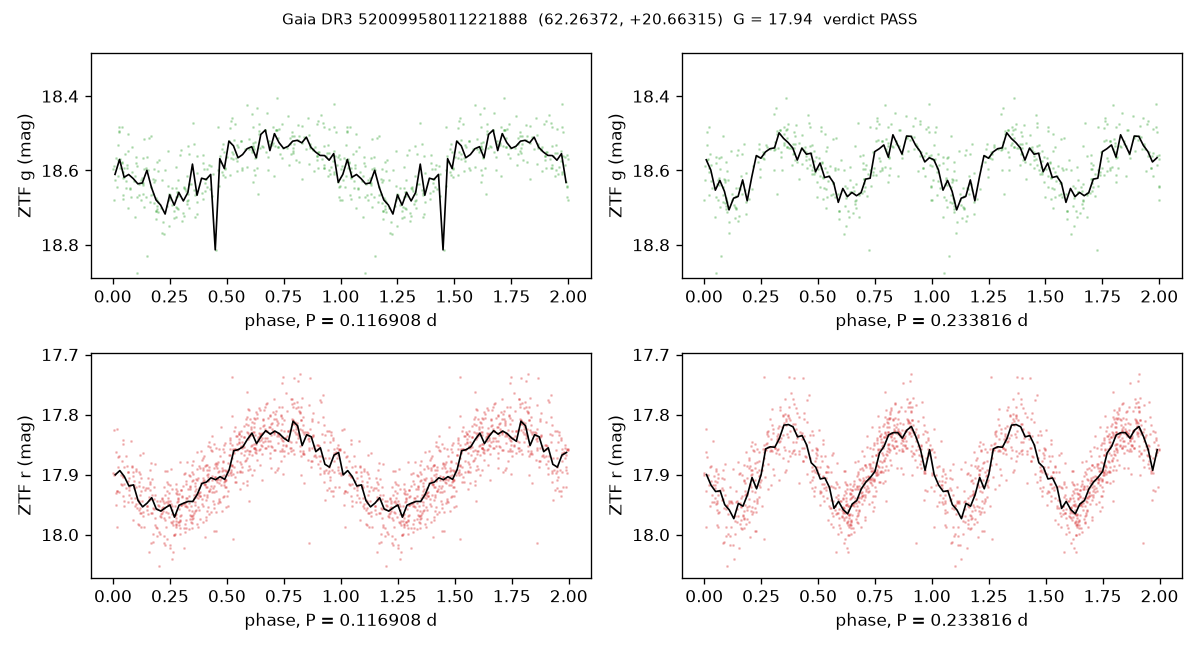 Gaia DR3 52009958011221888  (62.26372, +20.66315)  G = 17.94  verdict PASS
ZTF g (mag)
18.4
18.6
18.8
0.00 0.25 0.50 0.75 1.00 1.25 1.50 1.75 2.00
phase, P = 0.116908 d
ZTF g (mag)
18.4
18.6
18.8
0.00 0.25 0.50 0.75 1.00 1.25 1.50 1.75 2.00
phase, P = 0.233816 d
ZTF r (mag)
17.7
17.8
17.9
18.0
0.00 0.25 0.50 0.75 1.00 1.25 1.50 1.75 2.00
phase, P = 0.116908 d
ZTF r (mag)
17.7
17.8
17.9
18.0
0.00 0.25 0.50 0.75 1.00 1.25 1.50 1.75 2.00
phase, P = 0.233816 d